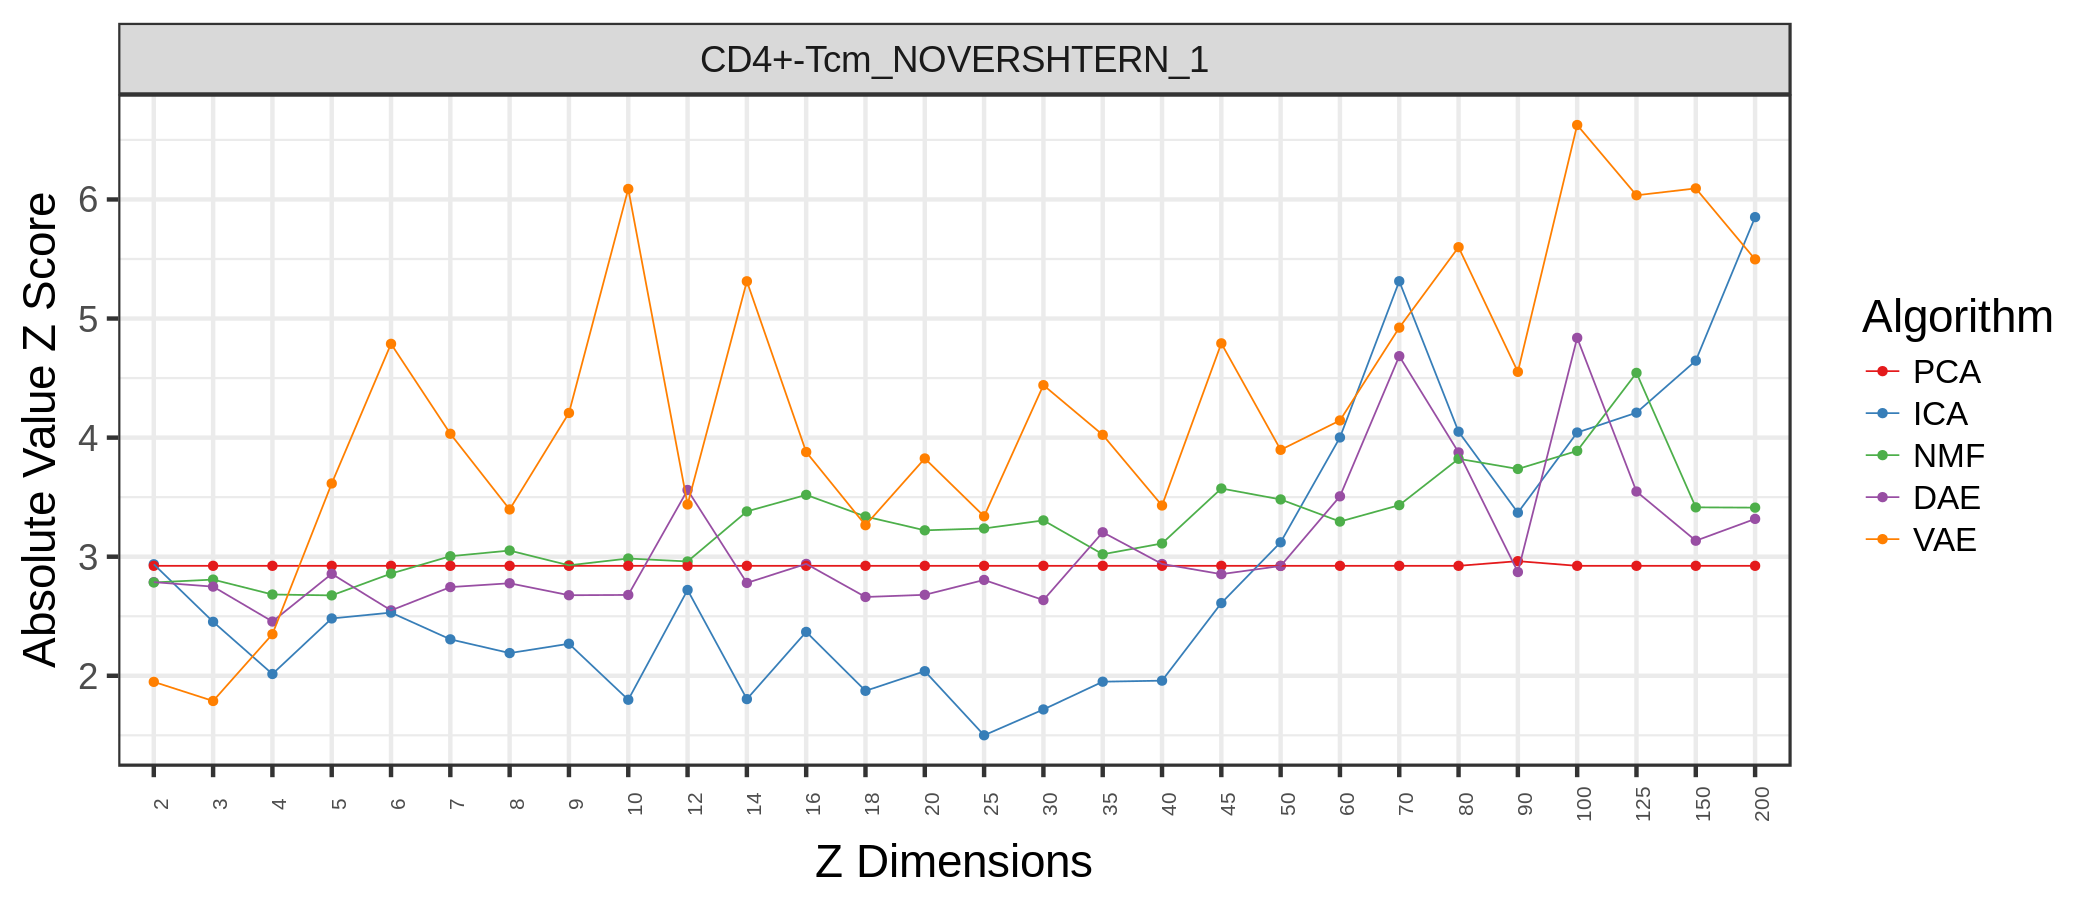 CD4+-Tcm_NOVERSHTERN_1
Absolute Value Z Score
6
5
4
3
2
2 3 4 5 6 7 8 9 10 12 14 16 18 20 25 30 35 40 45 50 60 70 80 90 100 125 150 200
Z Dimensions
Algorithm
PCA
ICA
NMF
DAE
VAE